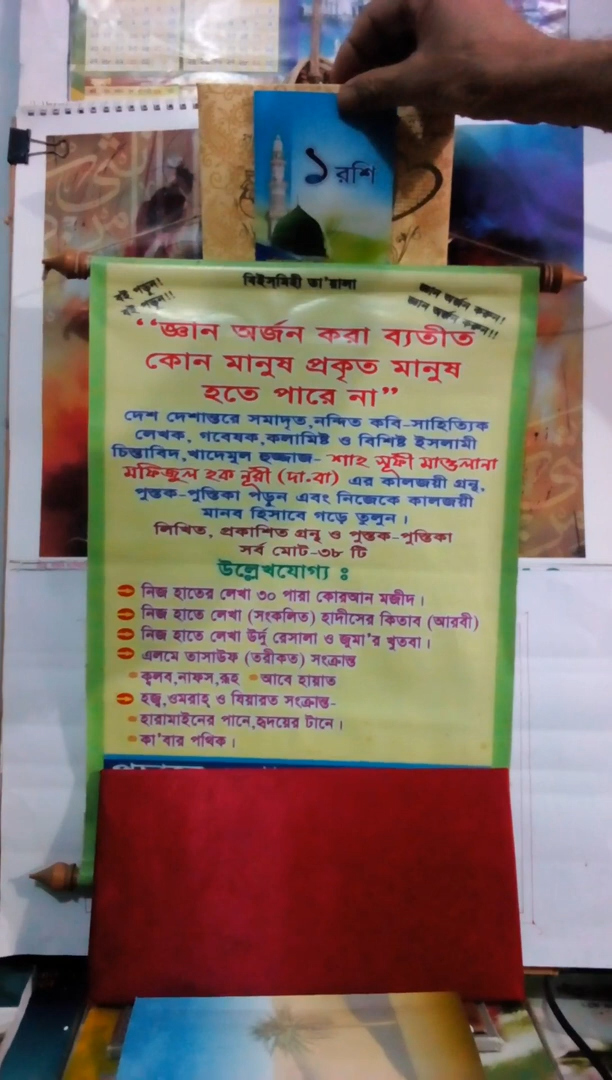 ১ রশি
বই পড়ুন!
বই পড়ুন!!
বিইসমিহী তা'য়ালা
জ্ঞান অর্জন করুন!
জ্ঞান অর্জন করুন!!
“জ্ঞান অর্জন করা ব্যতীত
কোন মানুষ প্রকৃত মানুষ
হতে পারে না”
দেশ দেশান্তরে সমাদৃত,নন্দিত কবি-সাহিত্যিক
লেখক, গবেষক,কলামিষ্ট ও বিশিষ্ট ইসলামী
চিন্তাবিদ,খাদেমুল হুজ্জাজ- শাহ সূফী মাওলানা
মফিজুল হক নূরী (দা.বা) এর কালজয়ী গ্রন্থ,
পুস্তক-পুস্তিকা পড়ুন এবং নিজেকে কালজয়ী
মানব হিসাবে গড়ে তুলুন।
লিখিত, প্রকাশিত গ্রন্থ ও পুস্তক-পুস্তিকা
সর্ব মোট-৩৮ টি
উল্লেখযোগ্য :
নিজ হাতের লেখা ৩০ পারা কোরআন মজীদ।
নিজ হাতে লেখা (সংকলিত) হাদীসের কিতাব (আরবী)
নিজ হাতে লেখা উর্দু রেসালা ও জুমা'র খুতবা।
এলমে তাসাউফ (তরীকত) সংক্রান্ত
কুলব,নাফস,রূহ • আবে হায়াত
হজ্ব,ওমরাহ্ ও যিয়ারত সংক্রান্ত-
হারামাইনের পানে,হৃদয়ের টানে।
কা'বার পথিক।